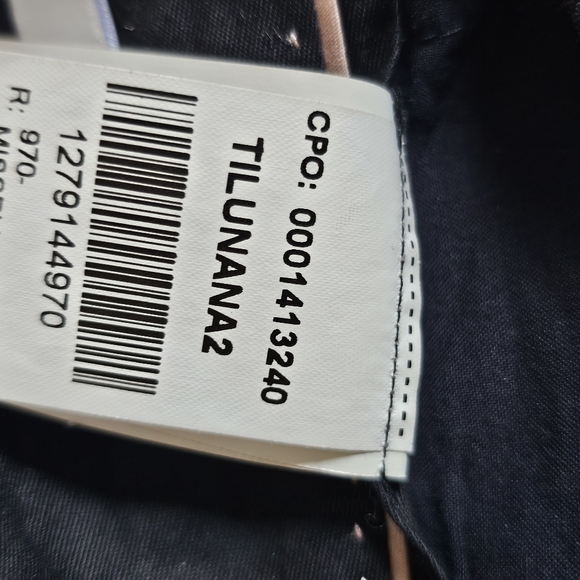 CPO: 0001413240
TILUNANA2
1279144970
R: 970-